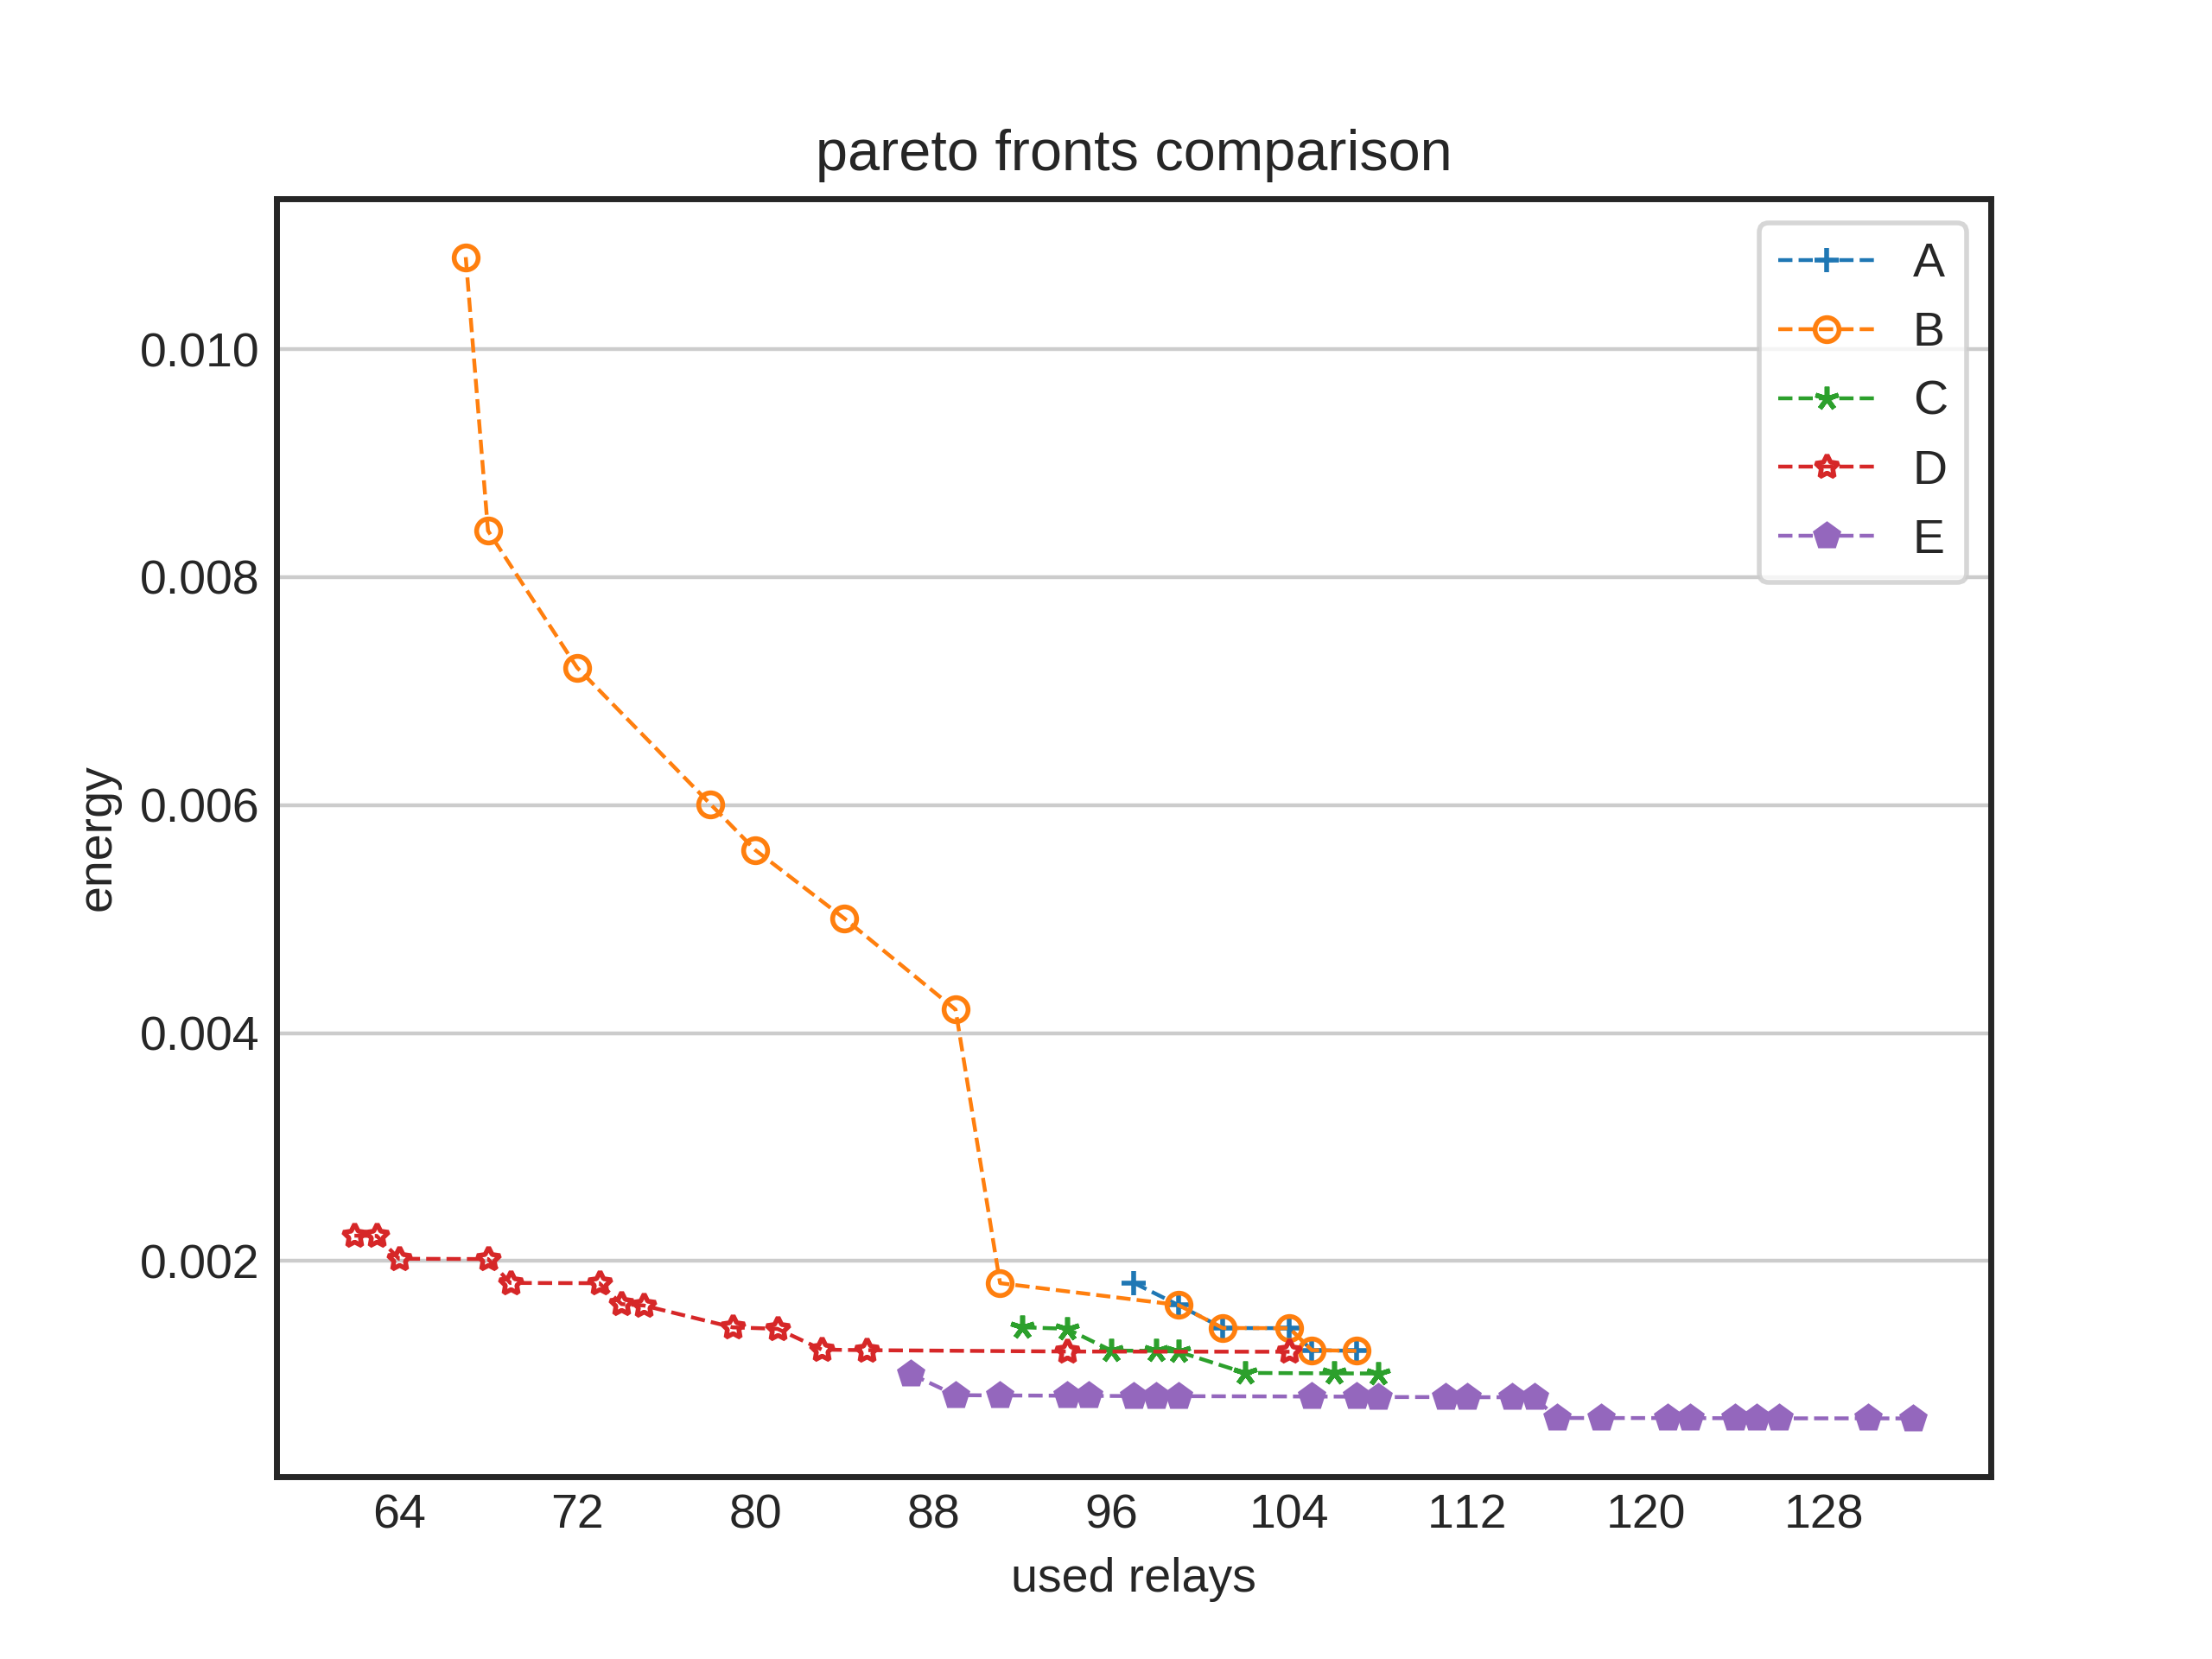 pareto fronts comparison
A
B
C
D
E
0.010
0.008
0.006
0.004
0.002
energy
64 72 80 88 96 104 112 120 128
used relays